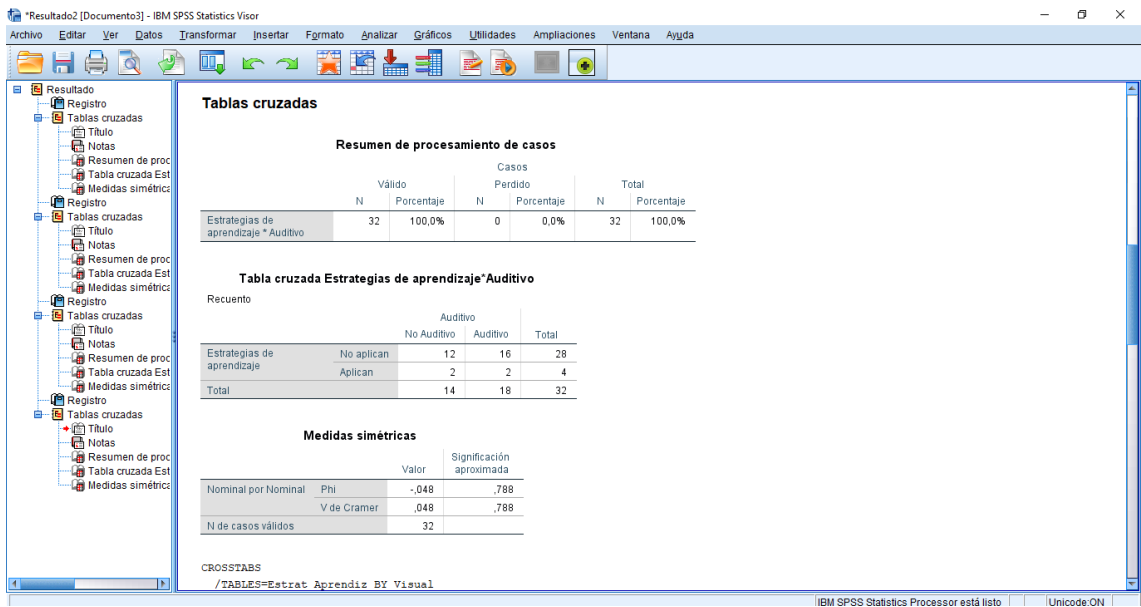 *Resultado2 [Documento3] - IBM SPSS Statistics Visor
Archivo Editar Ver Datos Transformar Insertar Formato Analizar Gráficos Utilidades Ampliaciones Ventana Ayuda
Resultado
Registro
Tablas cruzadas
Título
Notas
Resumen de proc
Tabla cruzada Est
Medidas simétrica
Registro
Tablas cruzadas
Título
Notas
Resumen de proc
Tabla cruzada Est
Medidas simétrica
Registro
Tablas cruzadas
Título
Notas
Resumen de proc
Tabla cruzada Est
Medidas simétrica
Registro
Tablas cruzadas
Título
Notas
Resumen de proc
Tabla cruzada Est
Medidas simétrica
Tablas cruzadas
Resumen de procesamiento de casos
Casos
Válido Perdido Total
N Porcentaje N Porcentaje N Porcentaje
Estrategias de
aprendizaje * Auditivo 32 100,0% 0 0,0% 32 100,0%
Tabla cruzada Estrategias de aprendizaje*Auditivo
Recuento
Auditivo
No Auditivo Auditivo Total
Estrategias de
aprendizaje No aplican 12 16 28
Aplican 2 2 4
Total 14 18 32
Medidas simétricas
Valor Significación
aproximada
Nominal por Nominal Phi -,048 ,788
V de Cramer ,048 ,788
N de casos válidos 32
CROSSTABS
/TABLES=Estrat Aprendiz BY Visual
IBM SPSS Statistics Processor está listo Unicode:ON